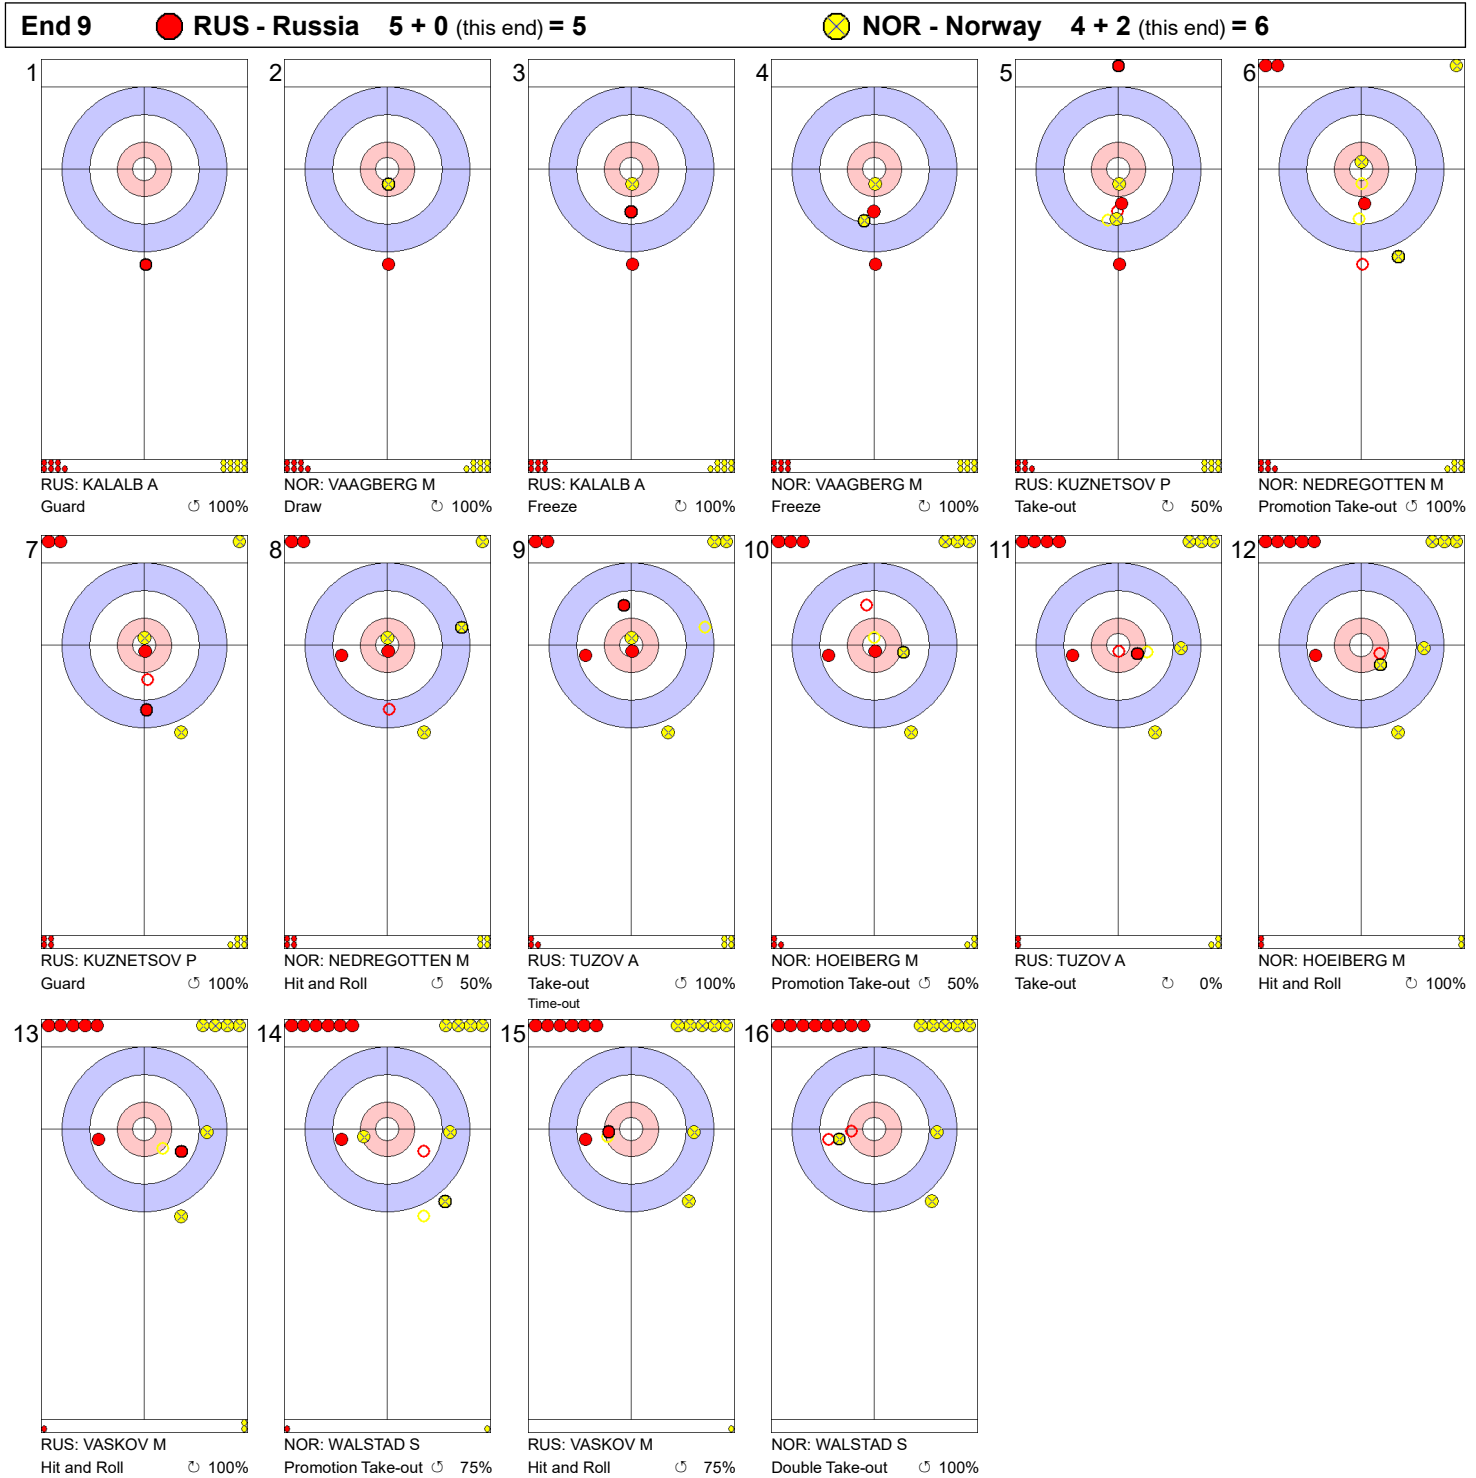 End 9 RUS - Russia 5 + 0 (this end) = 5 NOR - Norway 4 + 2 (this end) = 6
1 2 3 4 5 6
RUS: KALALB A NOR: VAAGBERG M RUS: KALALB A NOR: VAAGBERG M RUS: KUZNETSOV P NOR: NEDREGOTTEN M
Guard ↻ 100% Draw ↺ 100% Freeze ↺ 100% Freeze ↺ 100% Take-out ↻ 50% Promotion Take-out ↺ 100%
7 8 9 10 11 12
RUS: KUZNETSOV P NOR: NEDREGOTTEN M RUS: TUZOV A NOR: HOEIBERG M RUS: TUZOV A NOR: HOEIBERG M
Guard ↻ 100% Hit and Roll ↺ 50% Take-out ↺ 100% Promotion Take-out ↺ 50% Take-out ↺ 0% Hit and Roll ↻ 100%
Time-out
13 14 15 16
RUS: VASKOV M NOR: WALSTAD S RUS: VASKOV M NOR: WALSTAD S
Hit and Roll ↻ 100% Promotion Take-out ↺ 75% Hit and Roll ↺ 75% Double Take-out ↺ 100%